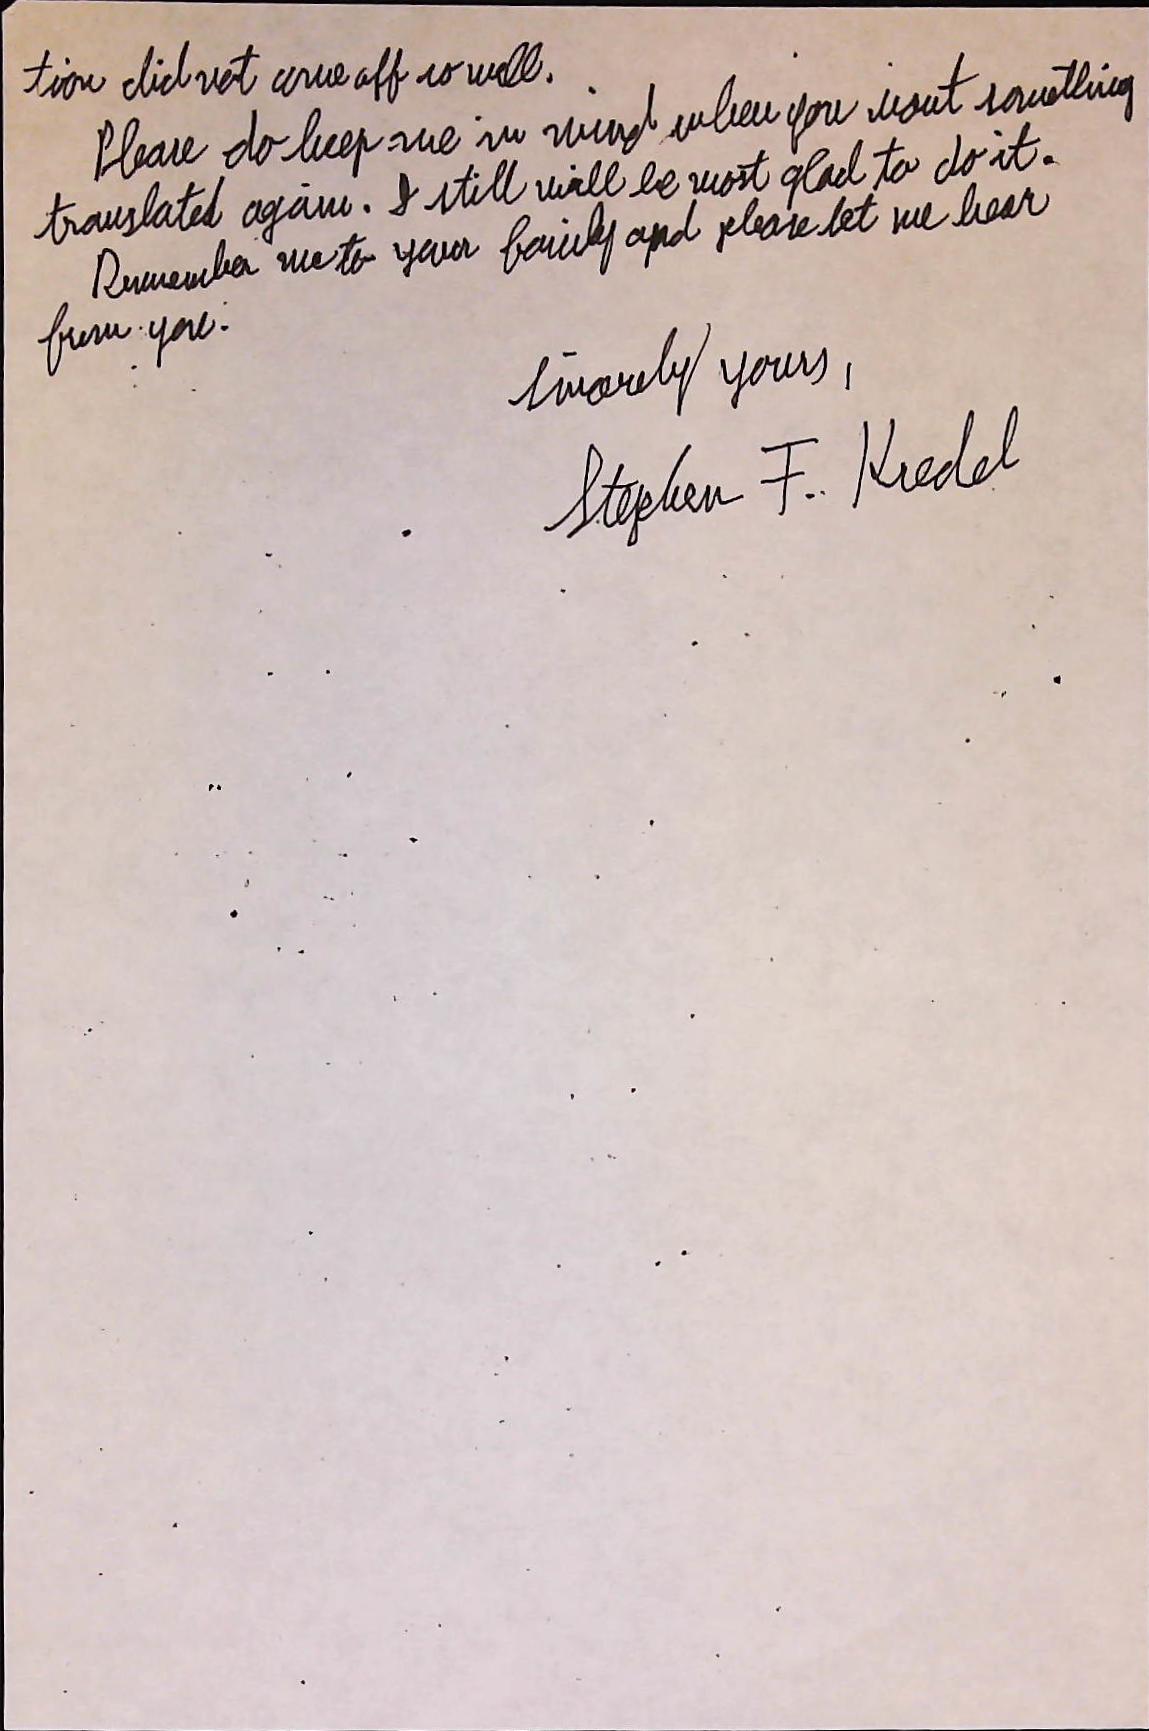 tion did not come off so well.
Please do keep me in mind when you want something
translated again. I still will be most glad to do it.
Remember me to your family and please let me hear
from you.
Sincerely yours,
Stephen F. Kredel